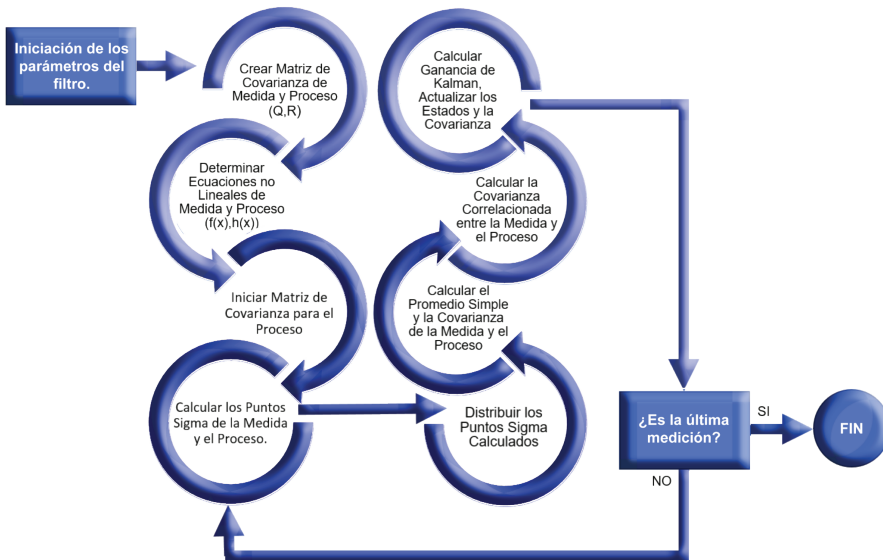 Iniciación de los
parámetros del
filtro.
Crear Matriz de
Covarianza de
Medida y Proceso
(Q,R)
Determinar
Ecuaciones no
Lineales de
Medida y Proceso
(f(x),h(x))
Iniciar Matriz de
Covarianza para el
Proceso
Calcular los Puntos
Sigma de la Medida
y el Proceso.
Distribuir los
Puntos Sigma
Calculados
Calcular el
Promedio Simple
y la Covarianza
de la Medida y el
Proceso
Calcular la
Covarianza
Correlacionada
entre la Medida y
el Proceso
Calcular
Ganancia de
Kalman,
Actualizar los
Estados y la
Covarianza
¿Es la última
medición?
SI
FIN
NO